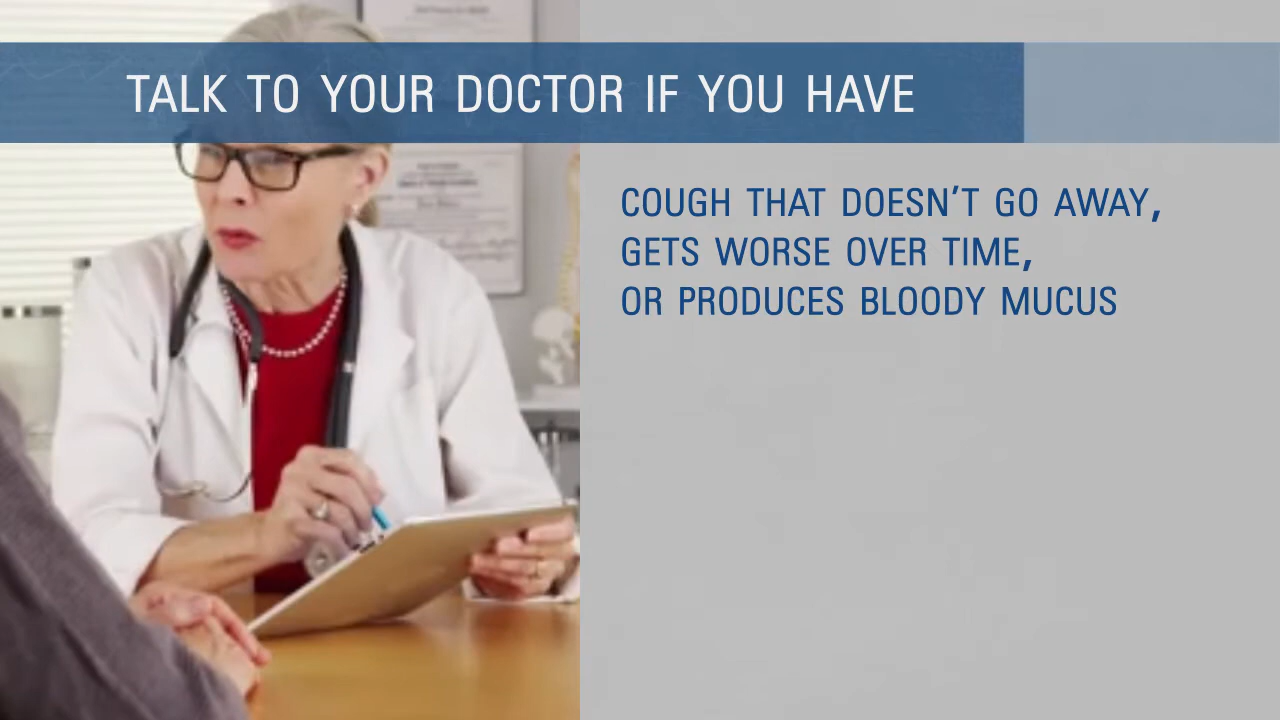 TALK TO YOUR DOCTOR IF YOU HAVE
COUGH THAT DOESN'T GO AWAY,
GETS WORSE OVER TIME,
OR PRODUCES BLOODY MUCUS